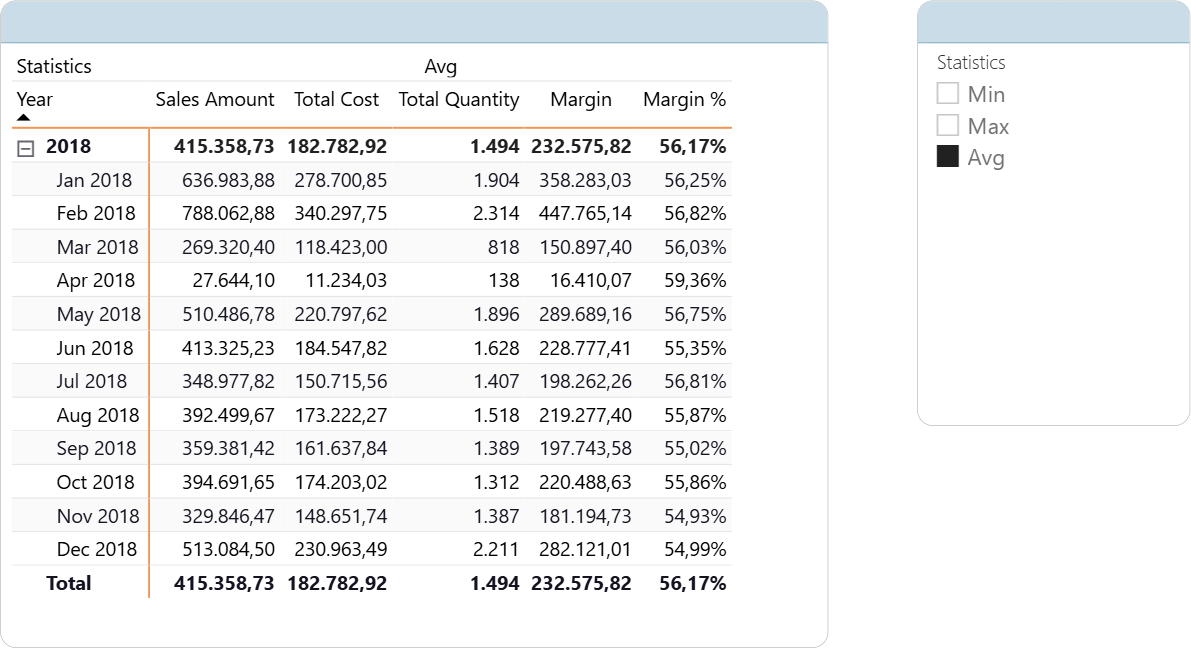 Statistics Avg
Year Sales Amount Total Cost Total Quantity Margin Margin %
2018 415.358,73 182.782,92 1.494 232.575,82 56,17%
Jan 2018 636.983,88 278.700,85 1.904 358.283,03 56,25%
Feb 2018 788.062,88 340.297,75 2.314 447.765,14 56,82%
Mar 2018 269.320,40 118.423,00 818 150.897,40 56,03%
Apr 2018 27.644,10 11.234,03 138 16.410,07 59,36%
May 2018 510.486,78 220.797,62 1.896 289.689,16 56,75%
Jun 2018 413.325,23 184.547,82 1.628 228.777,41 55,35%
Jul 2018 348.977,82 150.715,56 1.407 198.262,26 56,81%
Aug 2018 392.499,67 173.222,27 1.518 219.277,40 55,87%
Sep 2018 359.381,42 161.637,84 1.389 197.743,58 55,02%
Oct 2018 394.691,65 174.203,02 1.312 220.488,63 55,86%
Nov 2018 329.846,47 148.651,74 1.387 181.194,73 54,93%
Dec 2018 513.084,50 230.963,49 2.211 282.121,01 54,99%
Total 415.358,73 182.782,92 1.494 232.575,82 56,17%
Statistics
Min
Max
Avg